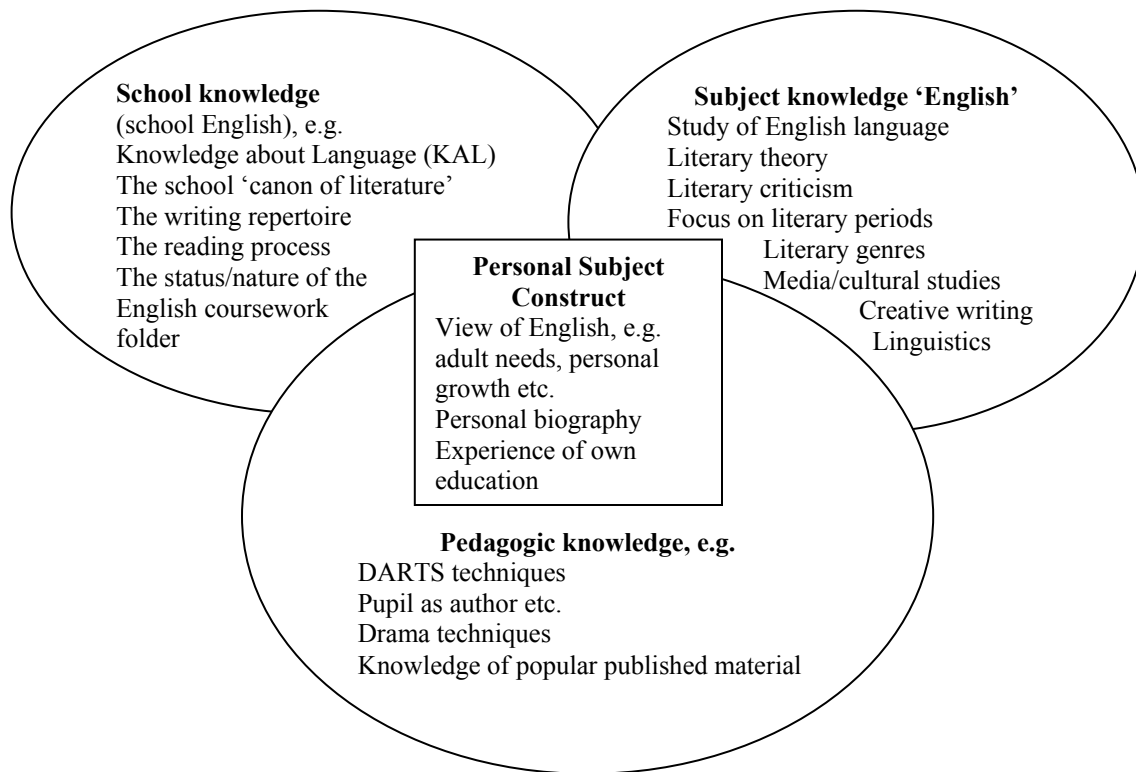 School knowledge
(school English), e.g.
Knowledge about Language (KAL)
The school ‘canon of literature’
The writing repertoire
The reading process
The status/nature of the
English coursework
folder
Subject knowledge ‘English’
Study of English language
Literary theory
Literary criticism
Focus on literary periods
Literary genres
Media/cultural studies
Creative writing
Linguistics
Personal Subject
Construct
View of English, e.g.
adult needs, personal
growth etc.
Personal biography
Experience of own
education
Pedagogic knowledge, e.g.
DARTS techniques
Pupil as author etc.
Drama techniques
Knowledge of popular published material